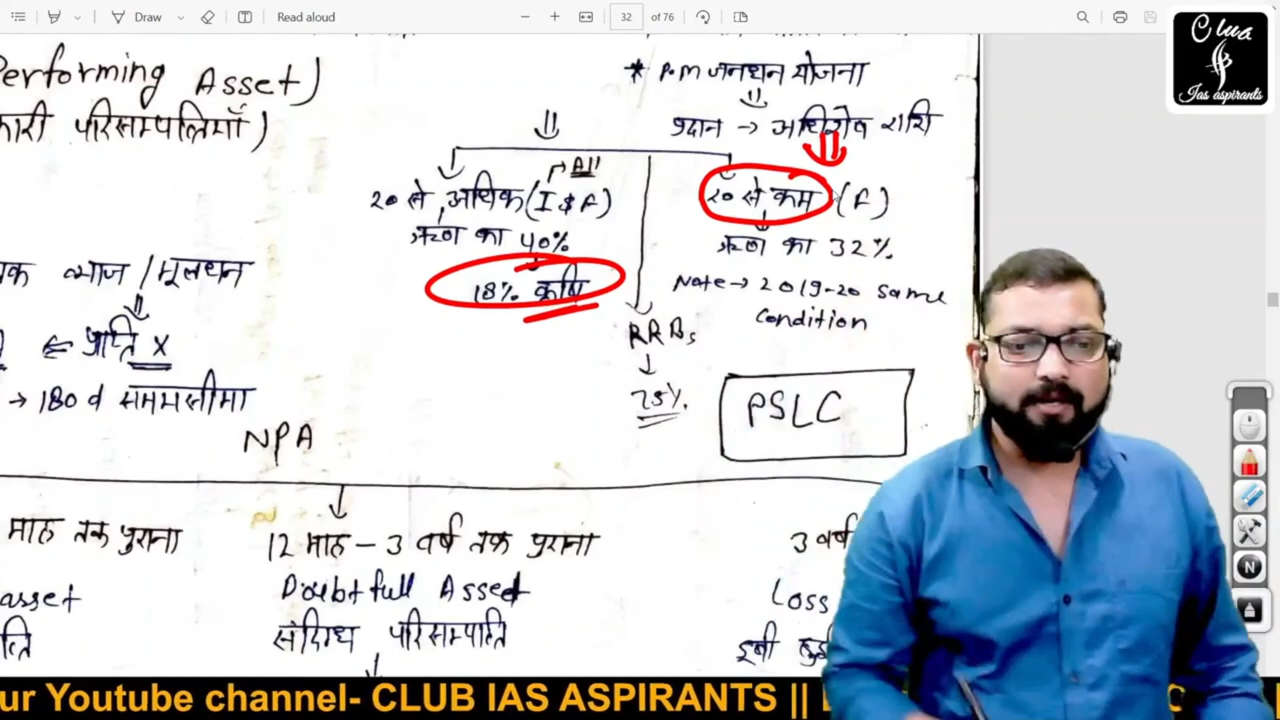 Draw
Read aloud
32
of 76
Clua
Ias aspirants
Performing Asset)
कारी परिसम्पत्तियाँ)
* P.M जनधन योजना
प्रदान → अधिशेष राशि
All
20 से अधिक (I & F)
ऋण का 40%
18% कृषि
20 से कम (F)
ऋण का 32%
Note → 2019-20 same
Condition
RRBs
75%
PSLC
व्याज / मूलधन
प्राप्ति X
→ 180 d समयसीमा
NPA
माह तक पुराना
asset
12 माह - 3 वर्ष तक पुराना
Doubtfull Asset
संदिग्ध परिसम्पत्ति
3 वर्ष
Loss
N
ur Youtube channel- CLUB IAS ASPIRANTS ||